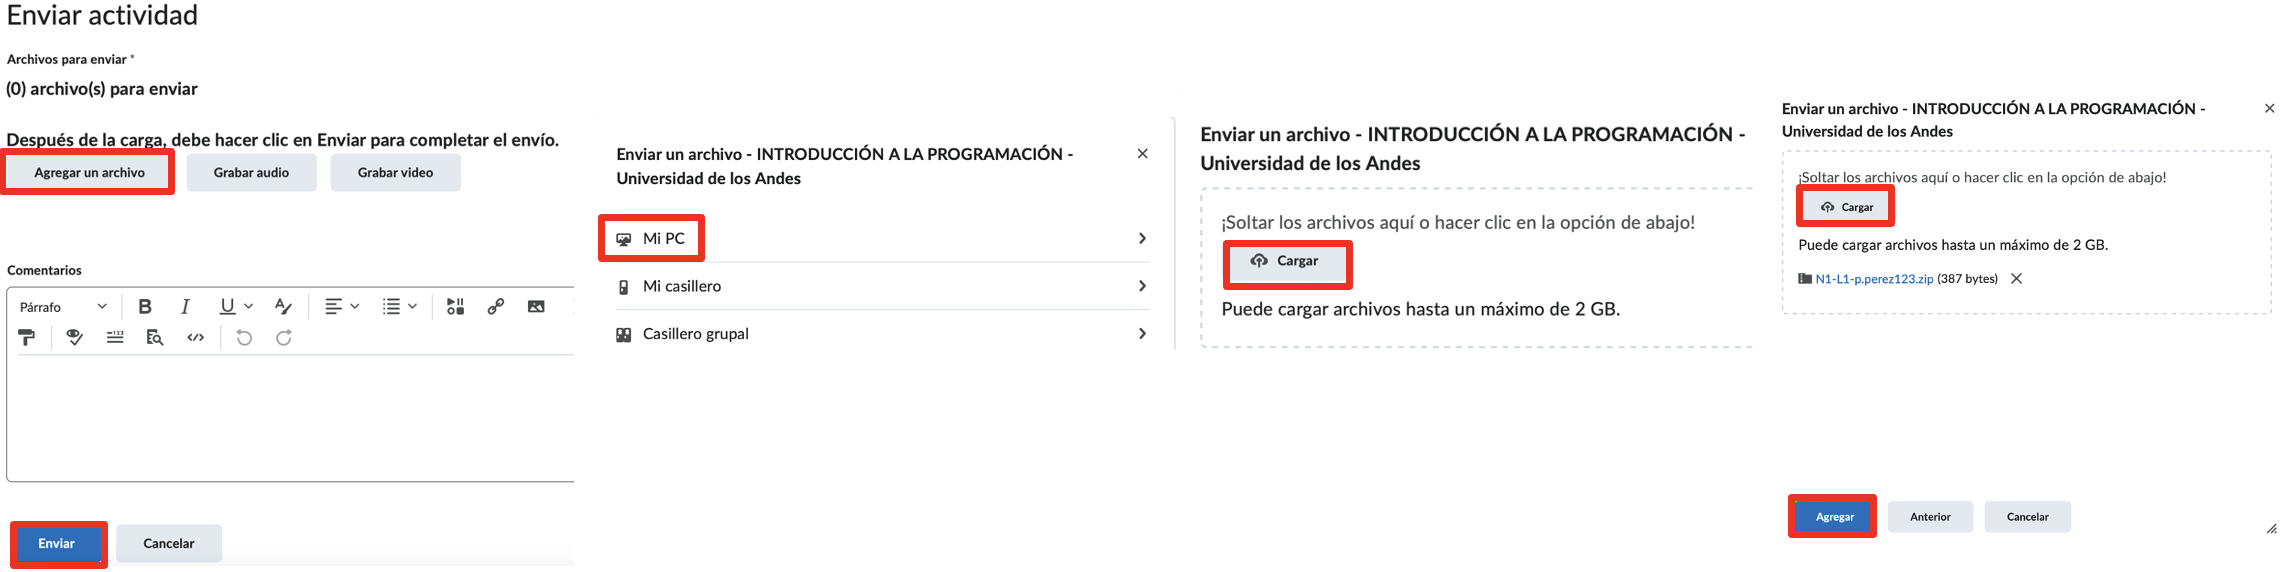 Enviar actividad
Archivos para enviar *
(0) archivo(s) para enviar
Después de la carga, debe hacer clic en Enviar para completar el envío.
Agregar un archivo
Grabar audio
Grabar video
Comentarios
Párrafo
Enviar
Cancelar
Enviar un archivo - INTRODUCCIÓN A LA PROGRAMACIÓN -
Universidad de los Andes
Mi PC
Mi casillero
Casillero grupal
Enviar un archivo - INTRODUCCIÓN A LA PROGRAMACIÓN -
Universidad de los Andes
¡Soltar los archivos aquí o hacer clic en la opción de abajo!
Cargar
Puede cargar archivos hasta un máximo de 2 GB.
Enviar un archivo - INTRODUCCIÓN A LA PROGRAMACIÓN -
Universidad de los Andes
¡Soltar los archivos aquí o hacer clic en la opción de abajo!
Cargar
Puede cargar archivos hasta un máximo de 2 GB.
N1-L1-p.perez123.zip (387 bytes)
Agregar
Anterior
Cancelar